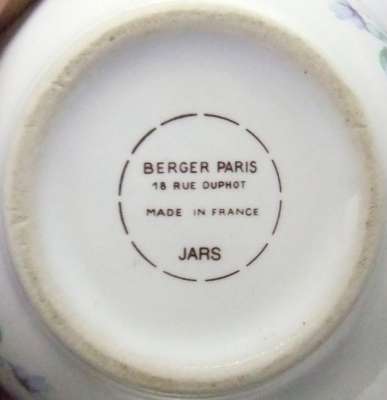 BERGER PARIS
18 RUE DUPHOT
MADE IN FRANCE
JARS